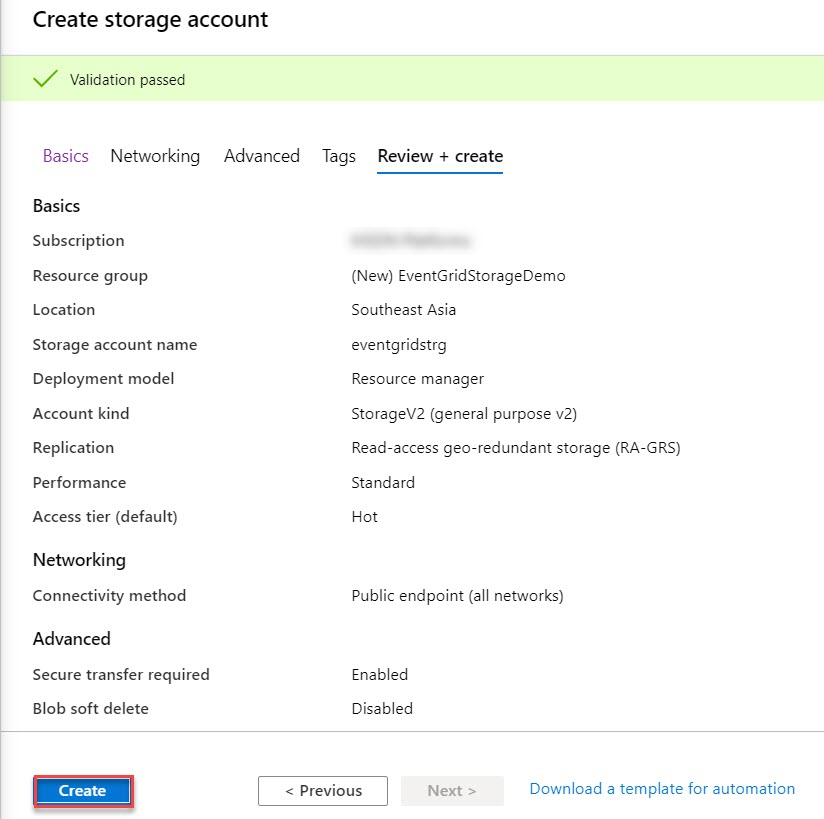 Create storage account
Validation passed
Basics Networking Advanced Tags Review + create
Basics
Subscription
Resource group (New) EventGridStorageDemo
Location Southeast Asia
Storage account name eventgridstrg
Deployment model Resource manager
Account kind StorageV2 (general purpose v2)
Replication Read-access geo-redundant storage (RA-GRS)
Performance Standard
Access tier (default) Hot
Networking
Connectivity method Public endpoint (all networks)
Advanced
Secure transfer required Enabled
Blob soft delete Disabled
Create < Previous Next > Download a template for automation